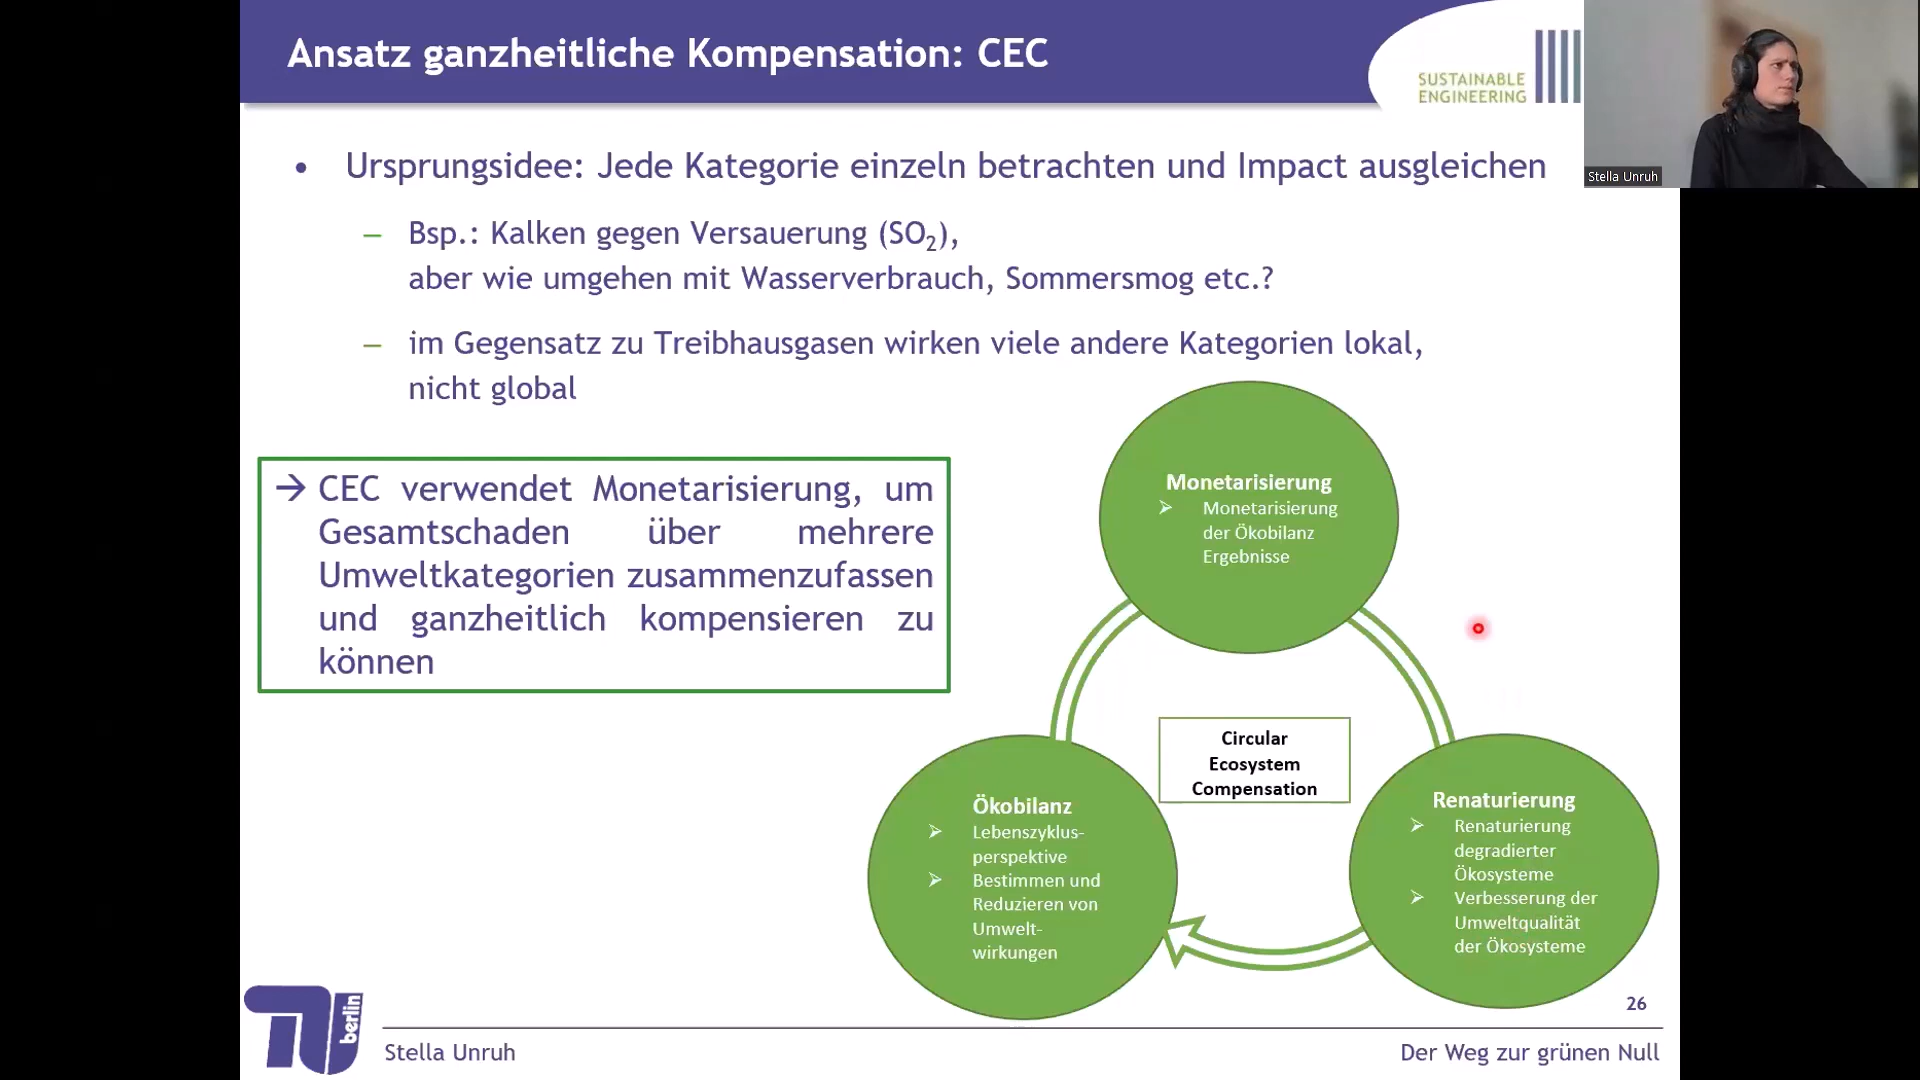 Ansatz ganzheitliche Kompensation: CEC
SUSTAINABLE
ENGINEERING
Stella Unruh
• Ursprungsidee: Jede Kategorie einzeln betrachten und Impact ausgleichen
– Bsp.: Kalken gegen Versauerung (SO₂),
aber wie umgehen mit Wasserverbrauch, Sommersmog etc.?
– im Gegensatz zu Treibhausgasen wirken viele andere Kategorien lokal,
nicht global
→ CEC verwendet Monetarisierung, um
Gesamtschaden über mehrere
Umweltkategorien zusammenzufassen
und ganzheitlich kompensieren zu
können
Monetarisierung
➢ Monetarisierung
der Ökobilanz
Ergebnisse
Circular
Ecosystem
Compensation
Ökobilanz
➢ Lebenszyklus-
perspektive
➢ Bestimmen und
Reduzieren von
Umwelt-
wirkungen
Renaturierung
➢ Renaturierung
degradierter
Ökosysteme
➢ Verbesserung der
Umweltqualität
der Ökosysteme
26
TU berlin
Stella Unruh
Der Weg zur grünen Null